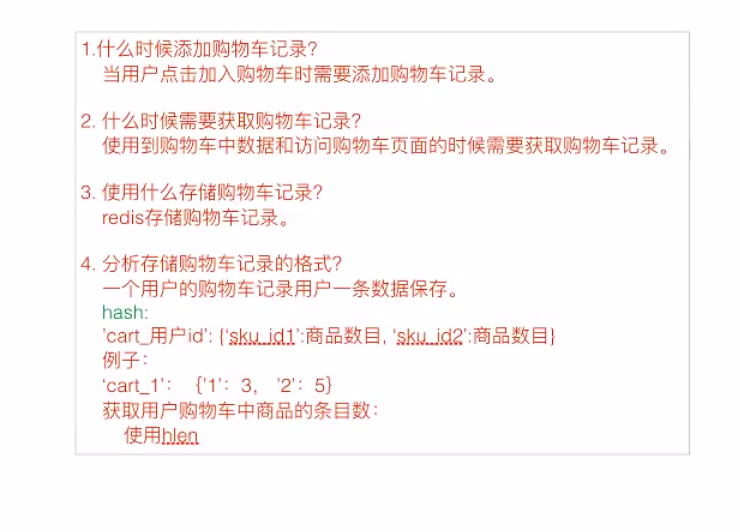 1.什么时候添加购物车记录?
当用户点击加入购物车时需要添加购物车记录。
2. 什么时候需要获取购物车记录?
使用到购物车中数据和访问购物车页面的时候需要获取购物车记录。
3. 使用什么存储购物车记录?
redis存储购物车记录。
4. 分析存储购物车记录的格式?
一个用户的购物车记录用户一条数据保存。
hash:
'cart_用户id': {‘sku_id1’:商品数目, ‘sku_id2’:商品数目}
例子：
‘cart_1’： {'1'：3， '2'：5}
获取用户购物车中商品的条目数：
使用hlen